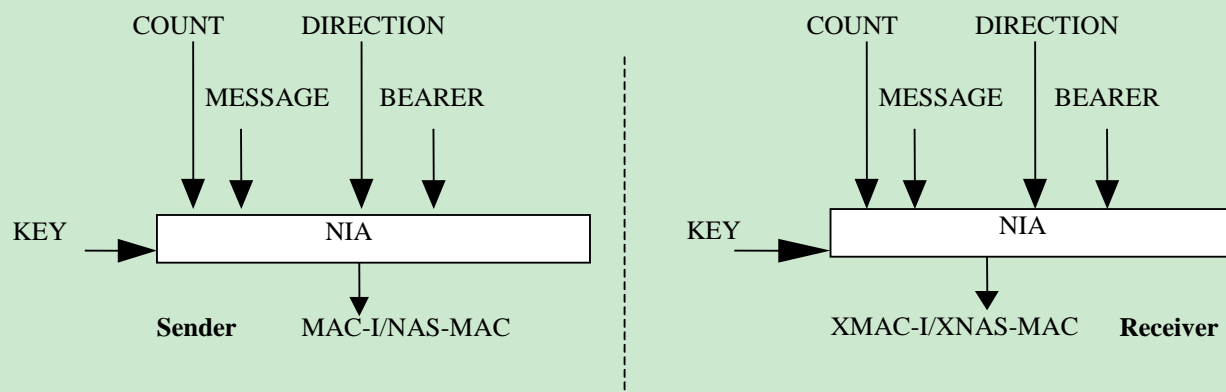 COUNT DIRECTION
MESSAGE BEARER
KEY NIA
Sender MAC-I/NAS-MAC
COUNT DIRECTION
MESSAGE BEARER
KEY NIA
XMAC-I/XNAS-MAC Receiver